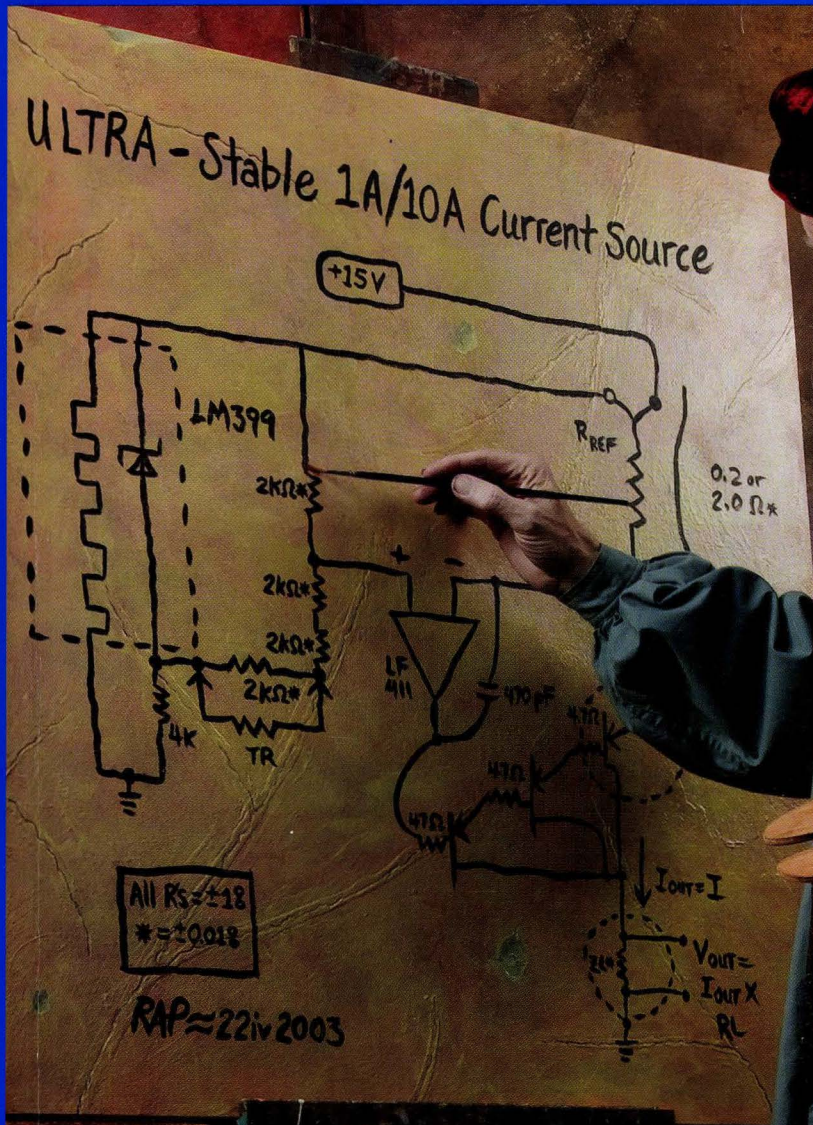 ULTRA-Stable 1A/10A Current Source
+15V
LM399
RREF
0.2 or
2.0 Ω*
2KΩ*
+ -
2KΩ*
2KΩ*
LF
411
2KΩ*
470pF
4.7Ω
4K
TR
47Ω
47Ω
IOUT=I
All R's=±1%
*=±0.01%
VOUT=
IOUT X
RL
RAP≈22iv2003